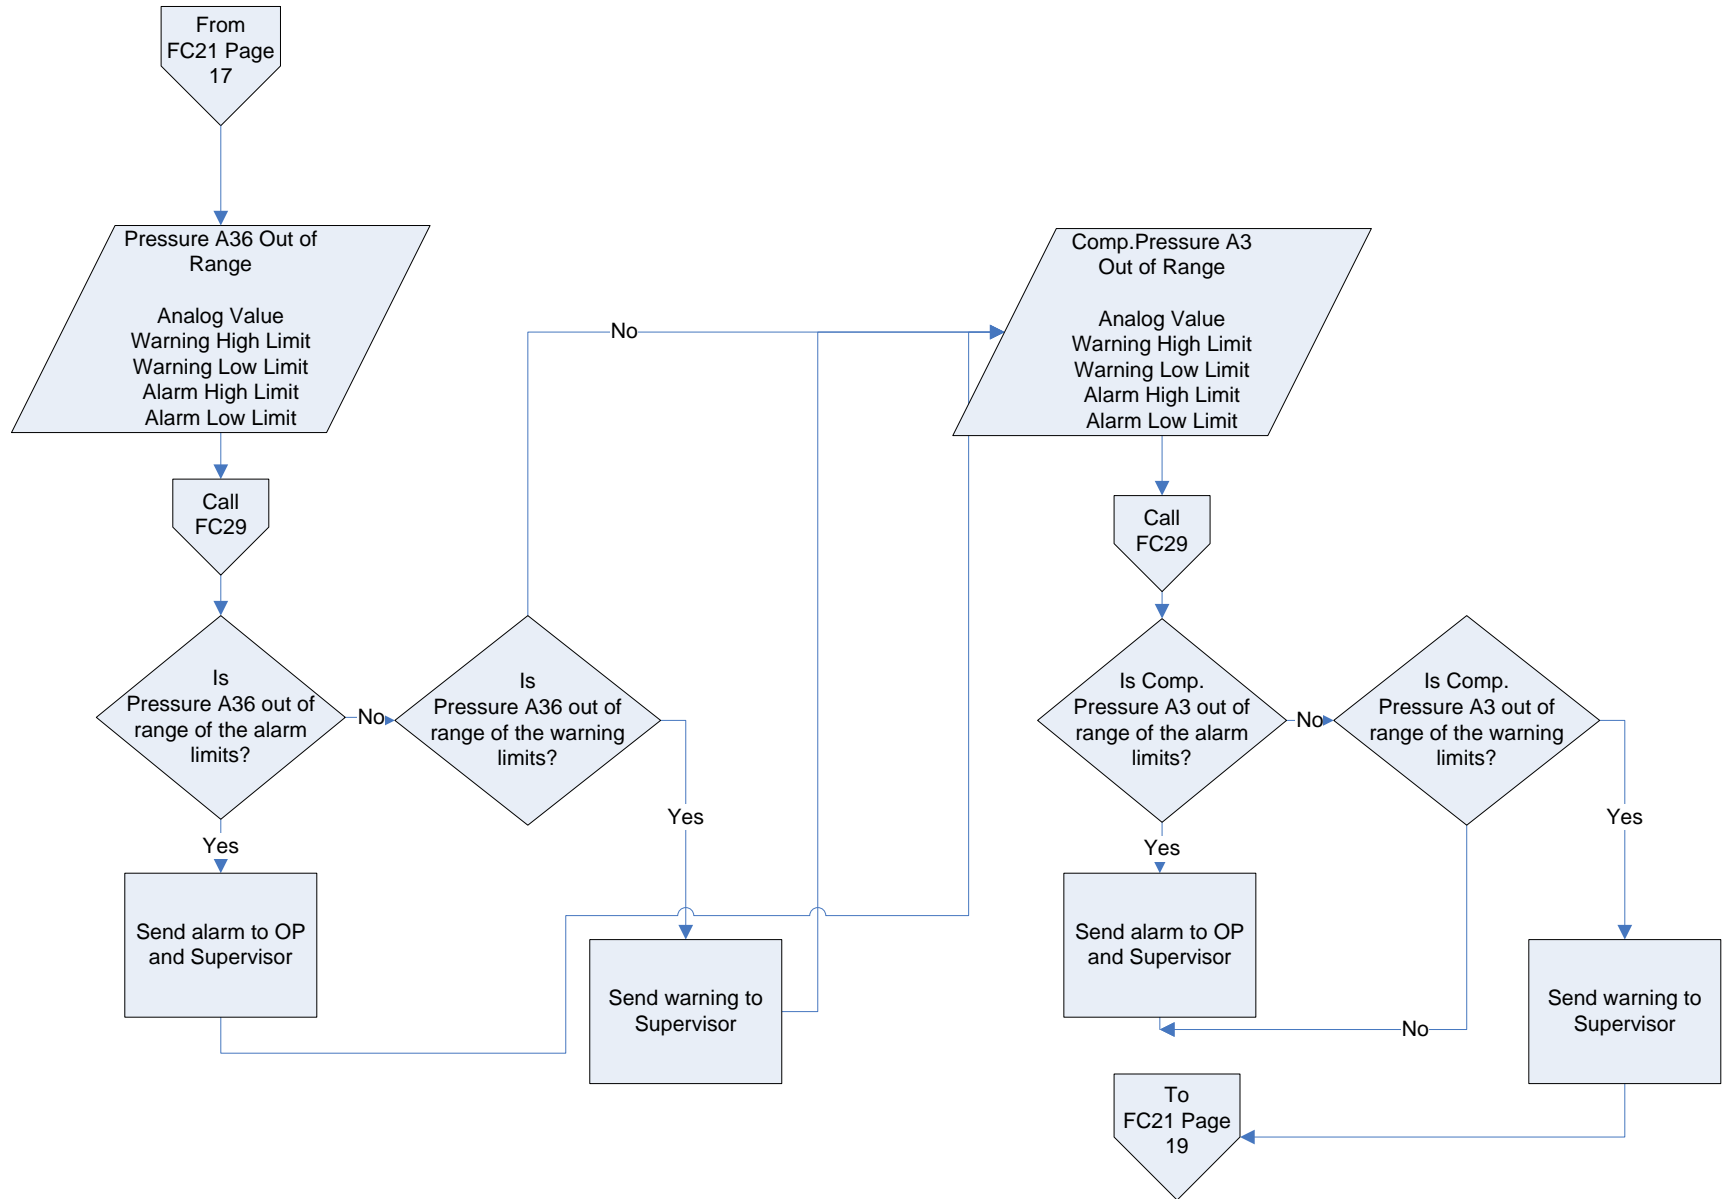 From
FC21 Page
17
Pressure A36 Out of
Range
Analog Value
Warning High Limit
Warning Low Limit
Alarm High Limit
Alarm Low Limit
Call
FC29
Is
Pressure A36 out of
range of the alarm
limits?
No
Is
Pressure A36 out of
range of the warning
limits?
No
Yes
Yes
Send alarm to OP
and Supervisor
Send warning to
Supervisor
Comp.Pressure A3
Out of Range
Analog Value
Warning High Limit
Warning Low Limit
Alarm High Limit
Alarm Low Limit
Call
FC29
Is Comp.
Pressure A3 out of
range of the alarm
limits?
No
Is Comp.
Pressure A3 out of
range of the warning
limits?
Yes
Yes
Send alarm to OP
and Supervisor
No
Send warning to
Supervisor
To
FC21 Page
19